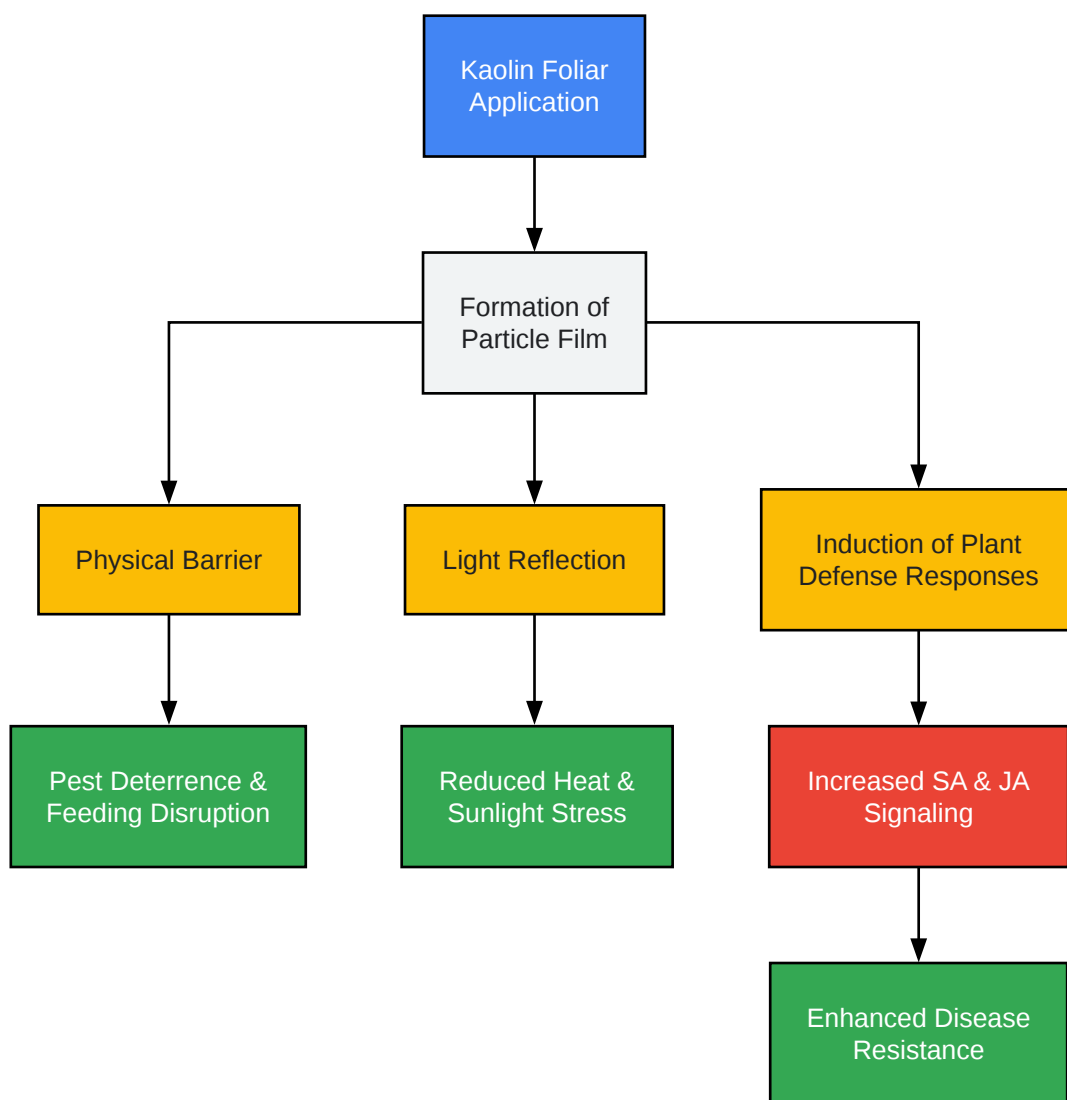 Kaolin Foliar
Application
Formation of
Particle Film
Physical Barrier
Light Reflection
Induction of Plant
Defense Responses
Pest Deterrence &
Feeding Disruption
Reduced Heat &
Sunlight Stress
Increased SA & JA
Signaling
Enhanced Disease
Resistance